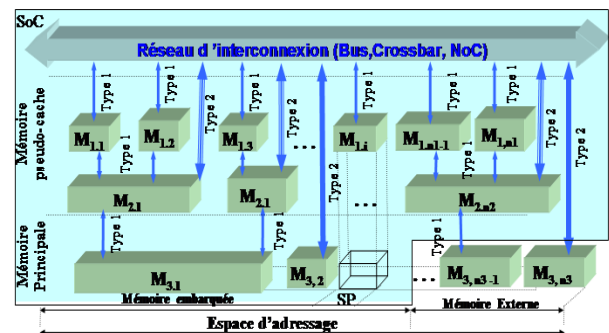 SoC
Réseau d 'interconnexion (Bus,Crossbar, NoC)
Mémoire pseudo-cache
Type 1
Type 1
Type 2
Type 1
Type 2
Type 2
Type 1
Type 1
Type 1
Type 2
Type 2
M1.1
M1.2
M1.3
...
M1.i
M1.n1-1
M1,n1
Type 1
Type 1
M2.1
M2.1
...
M2.n2
Mémoire Principale
Type 1
Type 1
Type 1
M3.1
M3, 2
SP
...
M3, n3 -1
M3, n3
Mémoire embarquée
Mémoire Externe
Espace d'adressage